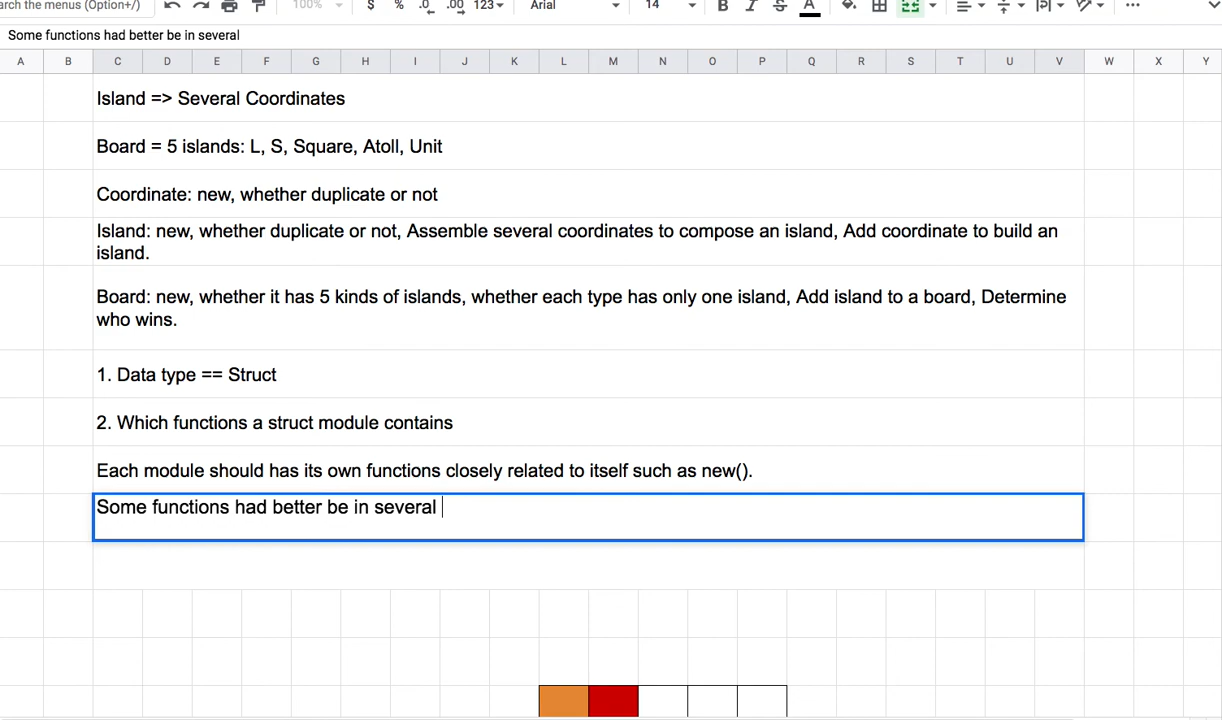 arch the menus (Option+/)
100%
$ % .0 .00 123
Arial
14
B I S A
Some functions had better be in several
A B C D E F G H I J K L M N O P Q R S T U V W X Y
Island => Several Coordinates
Board = 5 islands: L, S, Square, Atoll, Unit
Coordinate: new, whether duplicate or not
Island: new, whether duplicate or not, Assemble several coordinates to compose an island, Add coordinate to build an
island.
Board: new, whether it has 5 kinds of islands, whether each type has only one island, Add island to a board, Determine
who wins.
1. Data type == Struct
2. Which functions a struct module contains
Each module should has its own functions closely related to itself such as new().
Some functions had better be in several